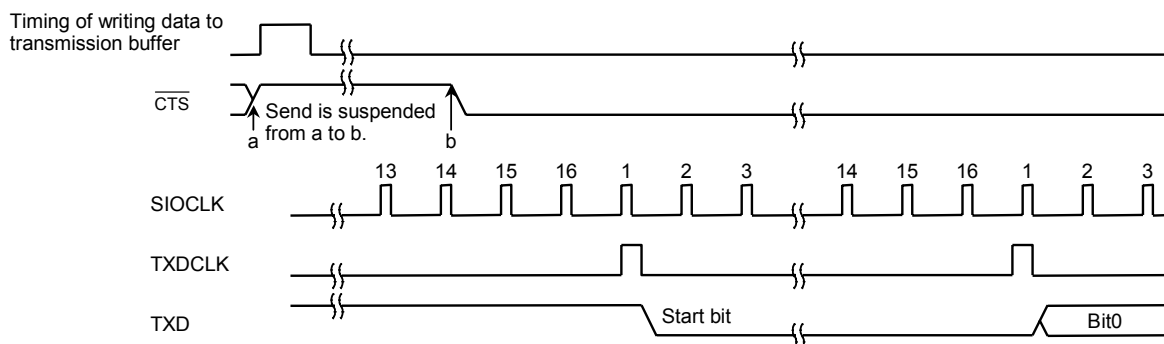 Timing of writing data to
transmission buffer
CTS
Send is suspended
from a to b.
a b
13 14 15 16 1 2 3 14 15 16 1 2 3
SIOCLK
TXDCLK
TXD Start bit Bit0